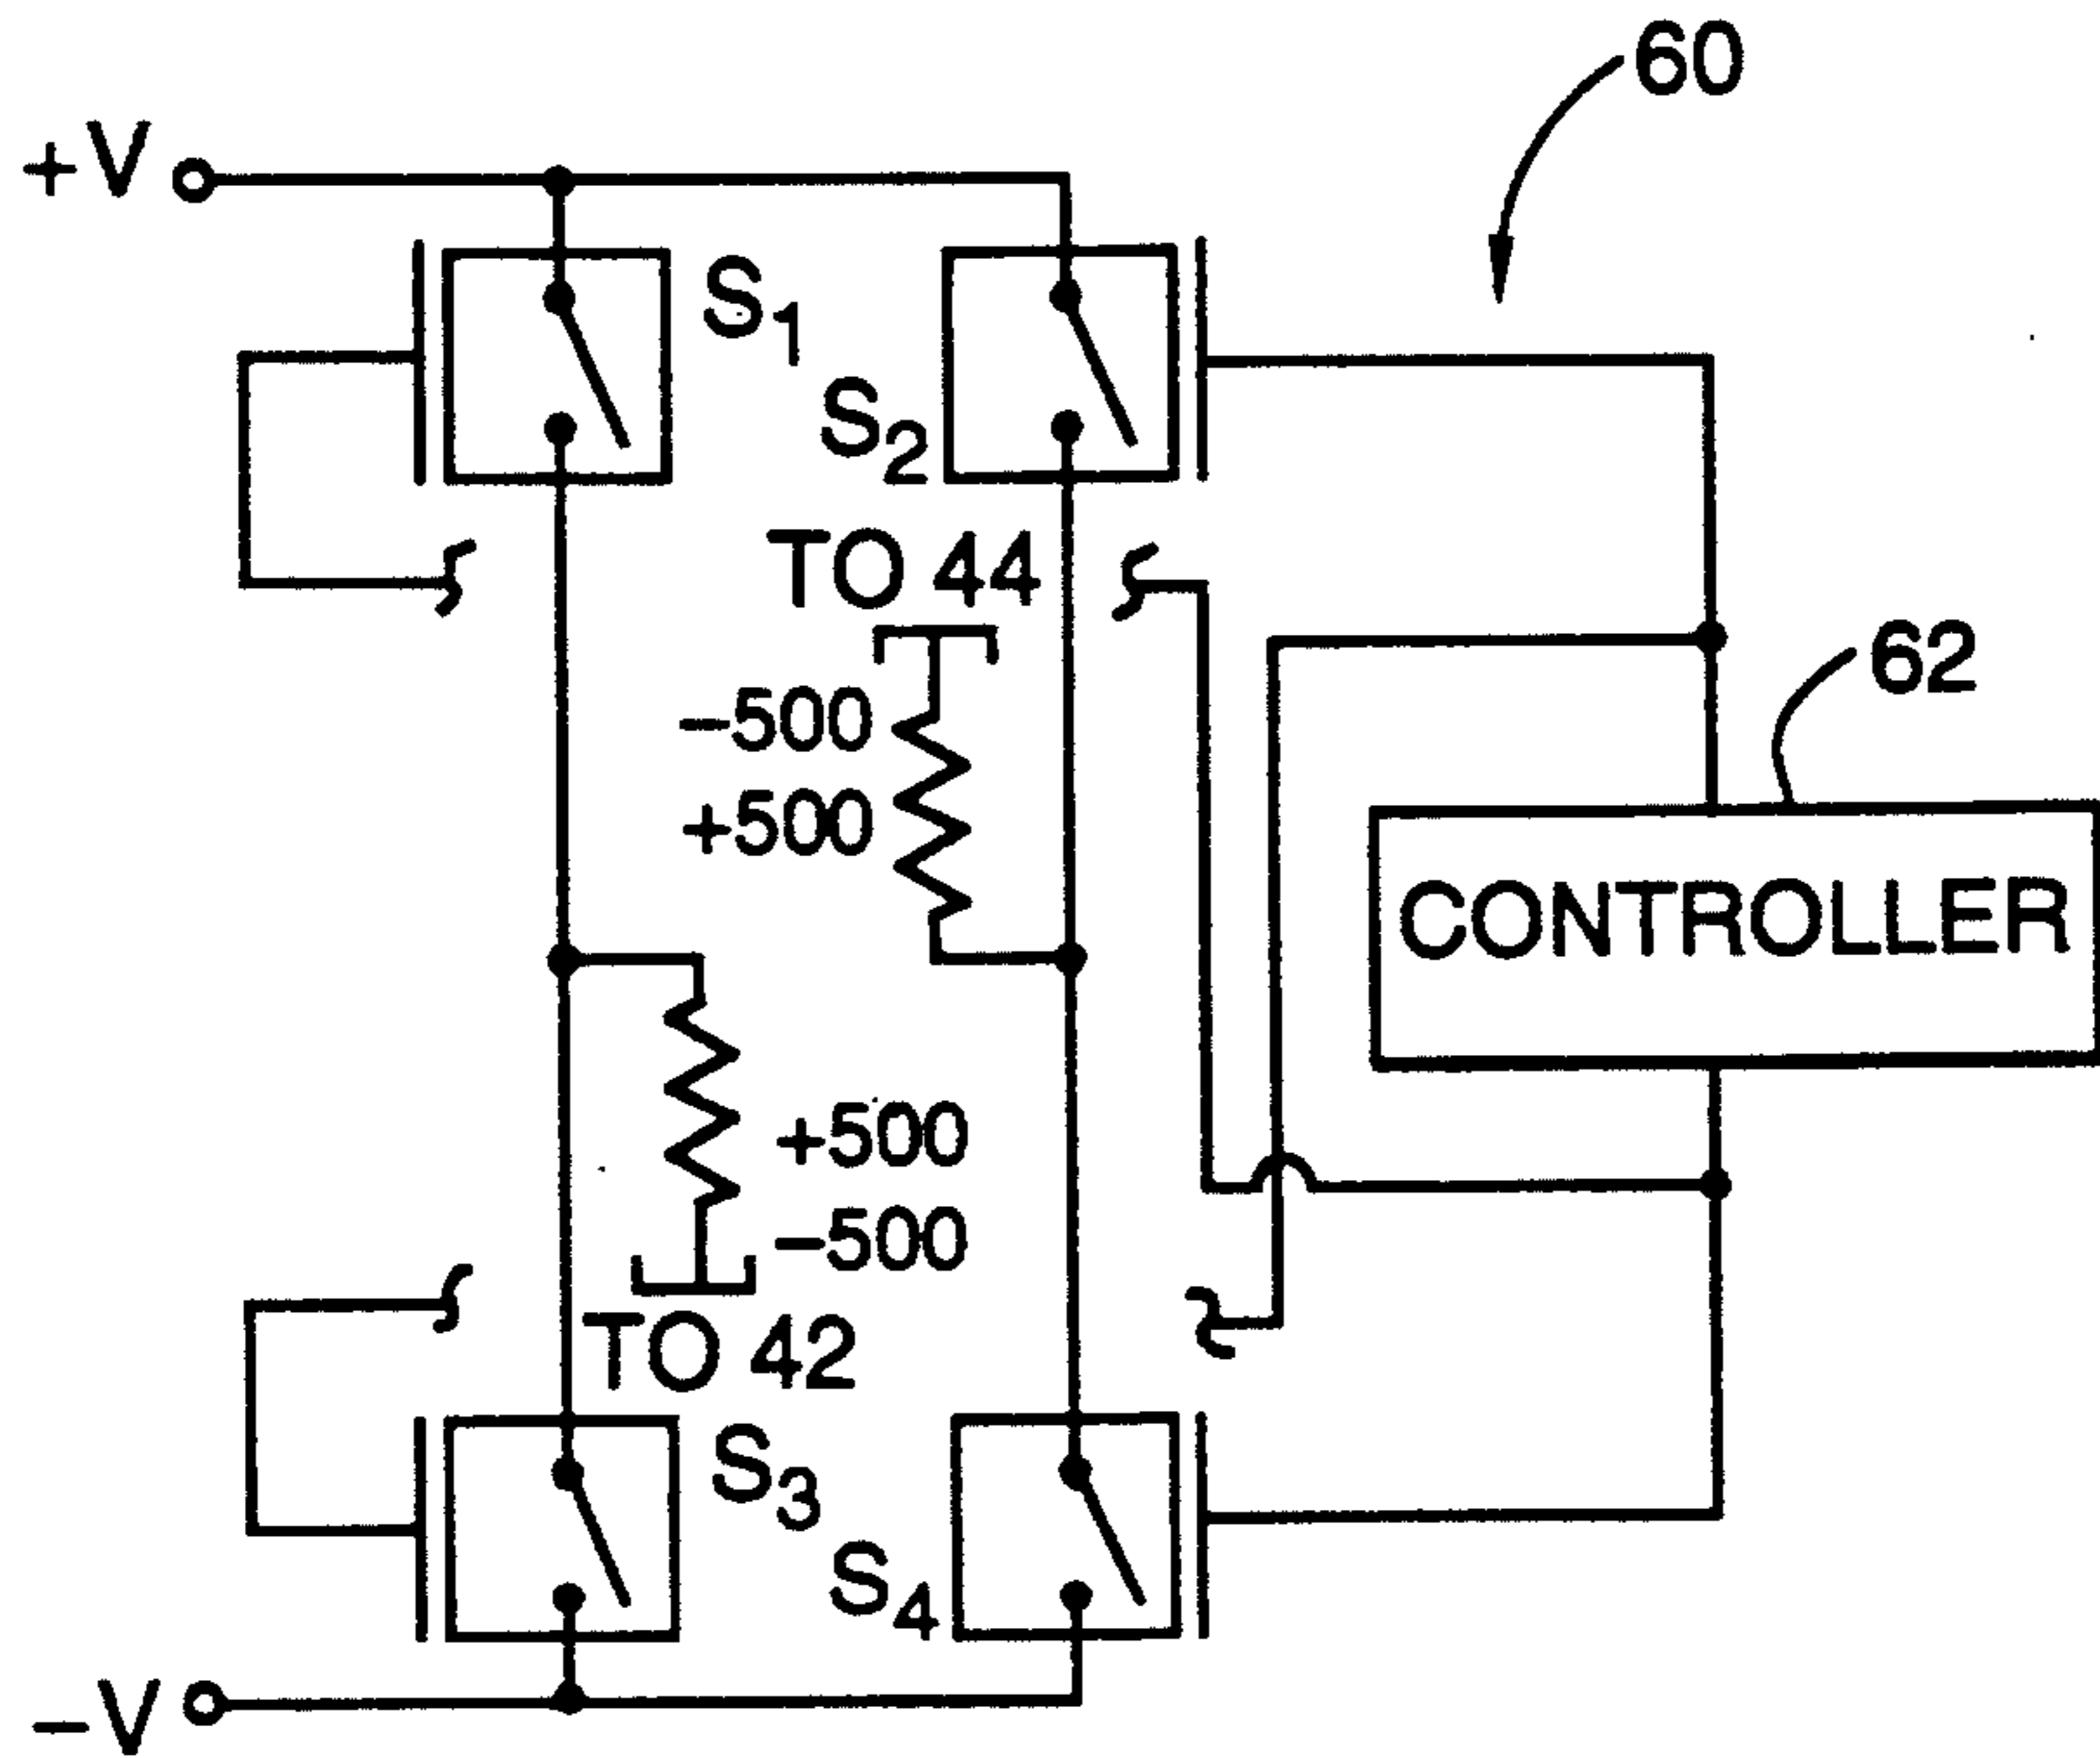 60
+V
S1
S2
TO 44
-500
+500
62
CONTROLLER
+500
-500
TO 42
S3
S4
-V